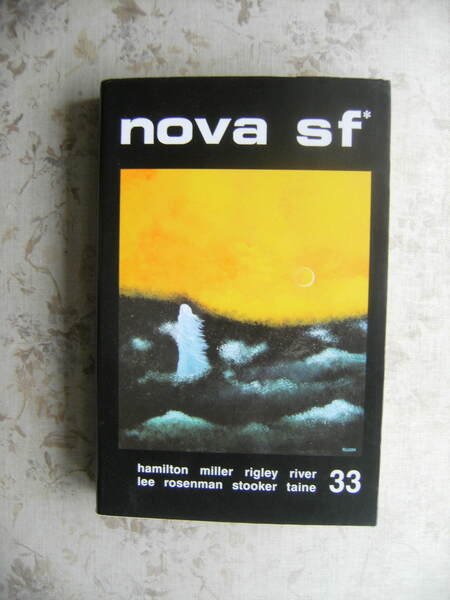 nova sf*
hamilton miller rigley river
lee rosenman stooker taine 33